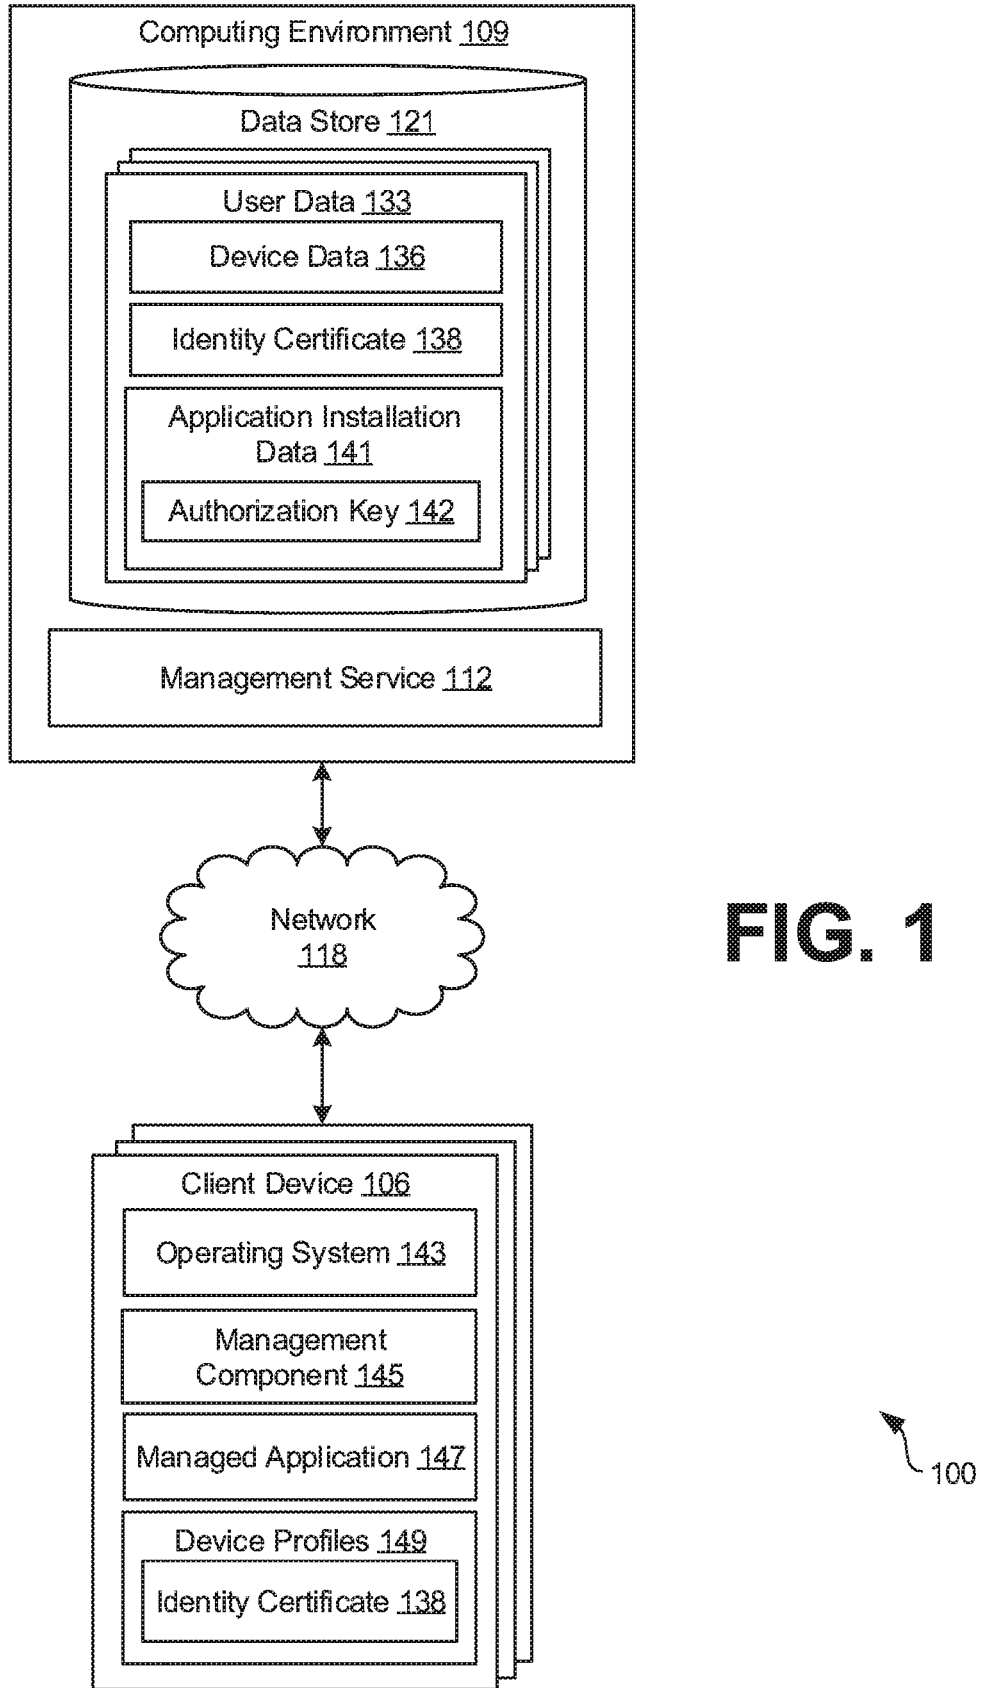 Computing Environment 109
Data Store 121
User Data 133
Device Data 136
Identity Certificate 138
Application Installation
Data 141
Authorization Key 142
Management Service 112
Network
118
FIG. 1
Client Device 106
Operating System 143
Management
Component 145
Managed Application 147
Device Profiles 149
Identity Certificate 138
100